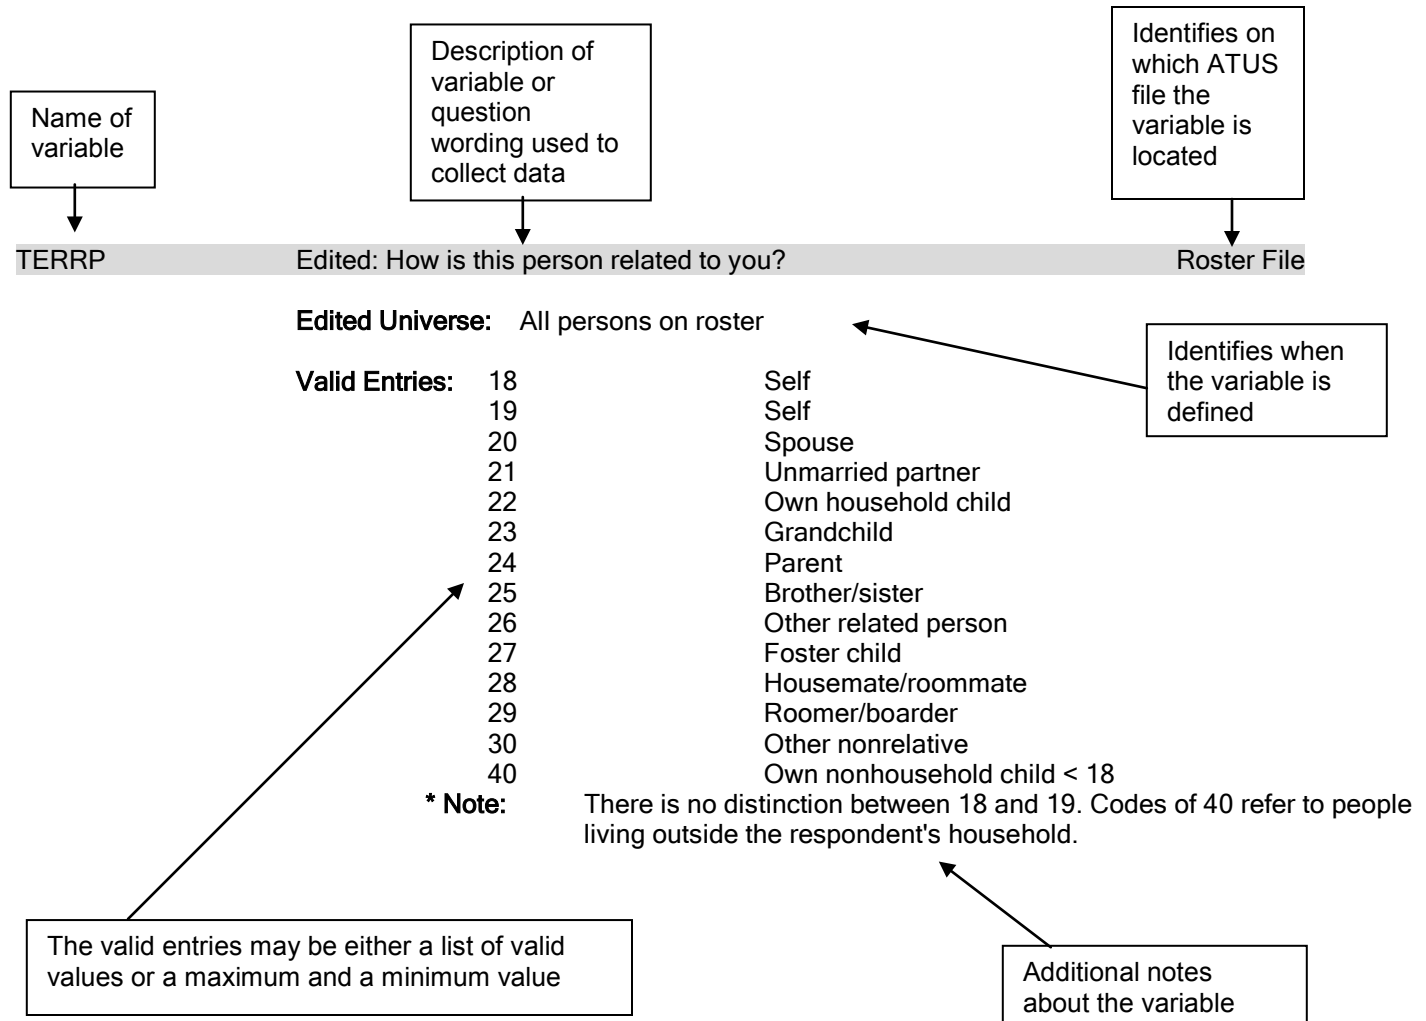 Name of
variable
Description of
variable or
question
wording used to
collect data
Identifies on
which ATUS
file the
variable is
located
TERRP Edited: How is this person related to you? Roster File
Edited Universe: All persons on roster
Identifies when
the variable is
defined
Valid Entries: 18 Self
19 Self
20 Spouse
21 Unmarried partner
22 Own household child
23 Grandchild
24 Parent
25 Brother/sister
26 Other related person
27 Foster child
28 Housemate/roommate
29 Roomer/boarder
30 Other nonrelative
40 Own nonhousehold child < 18
* Note: There is no distinction between 18 and 19. Codes of 40 refer to people
living outside the respondent's household.
The valid entries may be either a list of valid
values or a maximum and a minimum value
Additional notes
about the variable